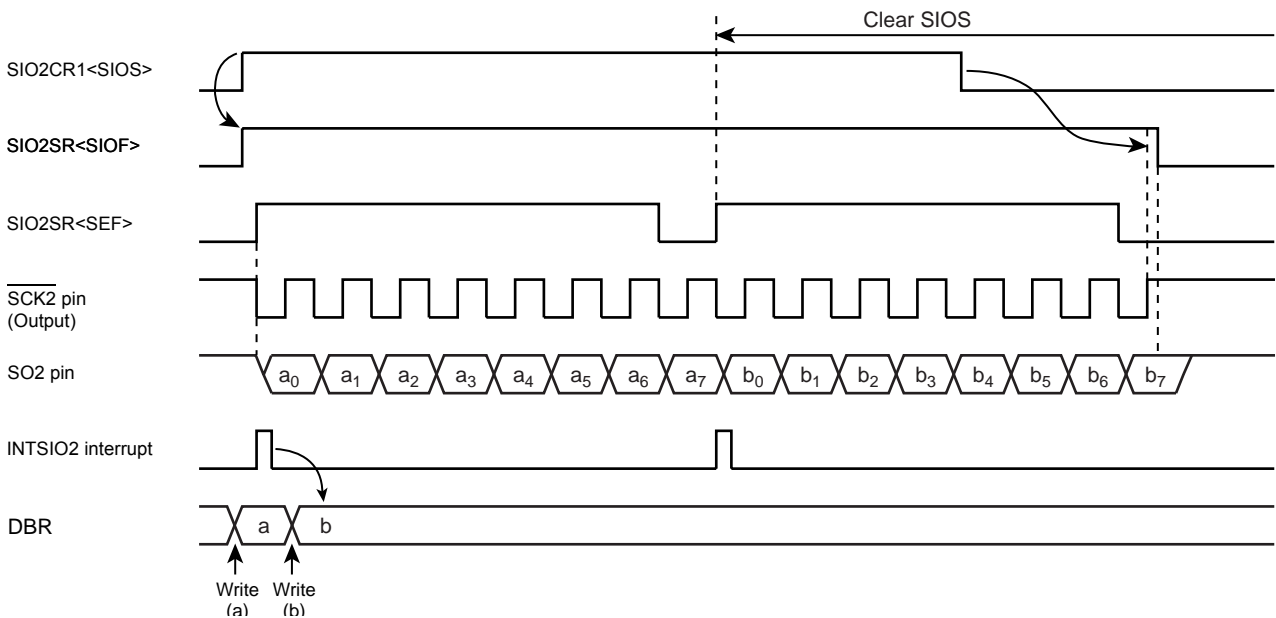 Clear SIOS
SIO2CR1<SIOS>
SIO2SR<SIOF>
SIO2SR<SEF>
SCK2 pin
(Output)
SO2 pin
a0 a1 a2 a3 a4 a5 a6 a7 b0 b1 b2 b3 b4 b5 b6 b7
INTSIO2 interrupt
DBR
a b
Write Write
(a) (b)